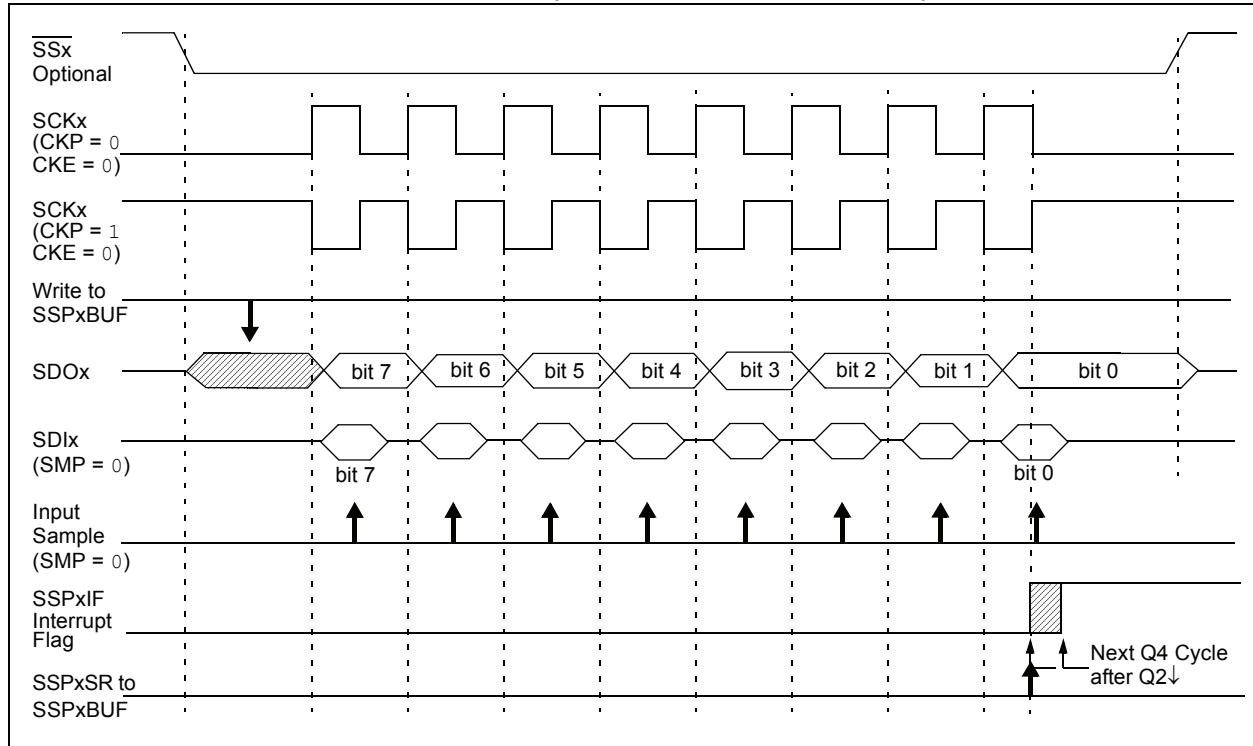 SSx
Optional
SCKx
(CKP = 0
CKE = 0)
SCKx
(CKP = 1
CKE = 0)
Write to
SSPxBUF
SDOx
bit 7
bit 6
bit 5
bit 4
bit 3
bit 2
bit 1
bit 0
SDIx
(SMP = 0)
bit 7
bit 0
Input
Sample
(SMP = 0)
SSPxIF
Interrupt
Flag
Next Q4 Cycle
after Q2↓
SSPxSR to
SSPxBUF